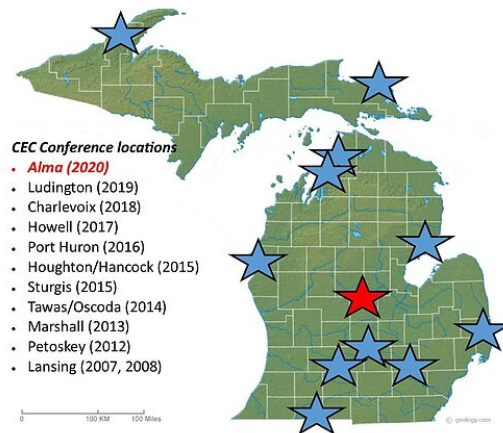 CEC Conference locations
• Alma (2020)
• Ludington (2019)
• Charlevoix (2018)
• Howell (2017)
• Port Huron (2016)
• Houghton/Hancock (2015)
• Sturgis (2015)
• Tawas/Oscoda (2014)
• Marshall (2013)
• Petoskey (2012)
• Lansing (2007, 2008)
0 100 KM 100 Miles
© geology.com